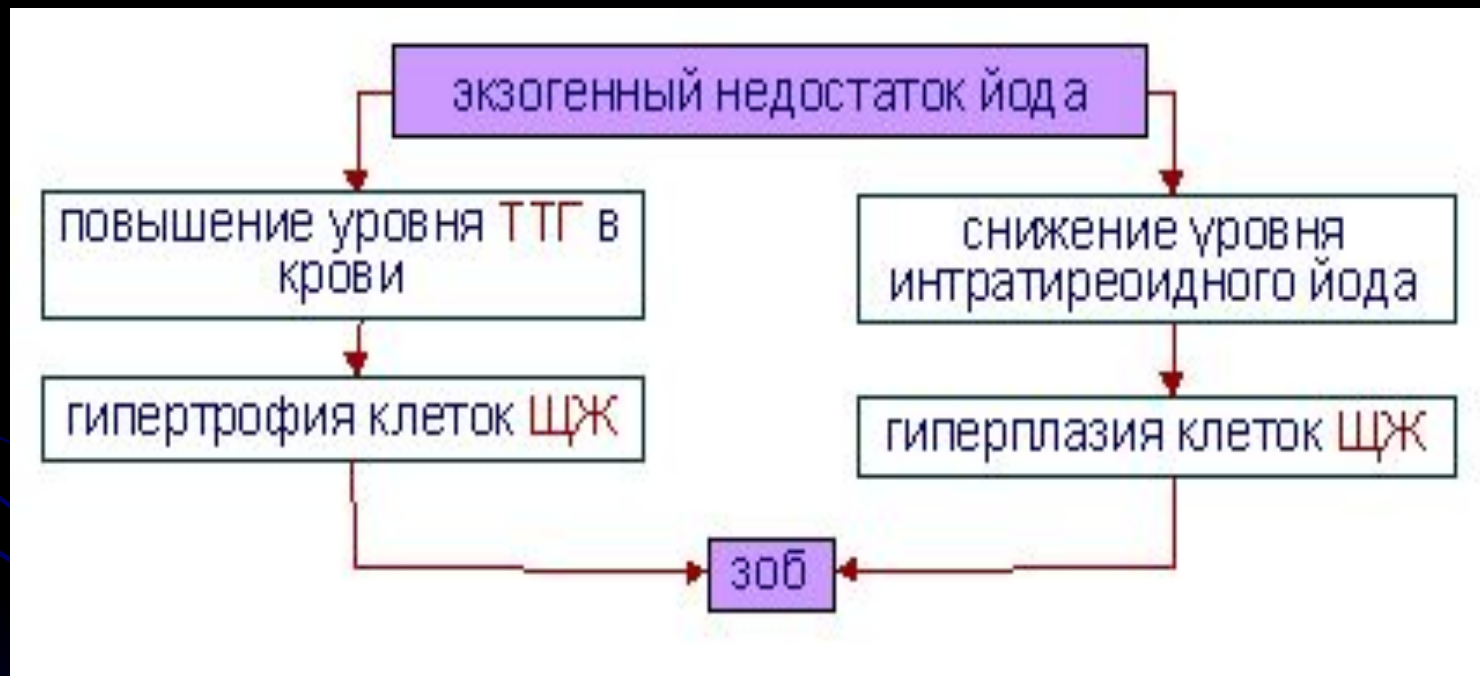 экзогенный недостаток йода
повышение уровня ТТГ в
крови
гипертрофия клеток ЩЖ
снижение уровня
интратиреоидного йода
гиперплазия клеток ЩЖ
зоб